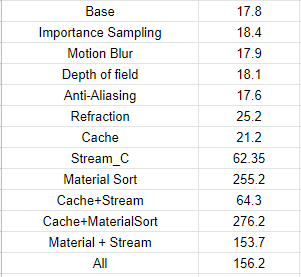 Base 17.8
Importance Sampling 18.4
Motion Blur 17.9
Depth of field 18.1
Anti-Aliasing 17.6
Refraction 25.2
Cache 21.2
Stream_C 62.35
Material Sort 255.2
Cache+Stream 64.3
Cache+MaterialSort 276.2
Material + Stream 153.7
All 156.2